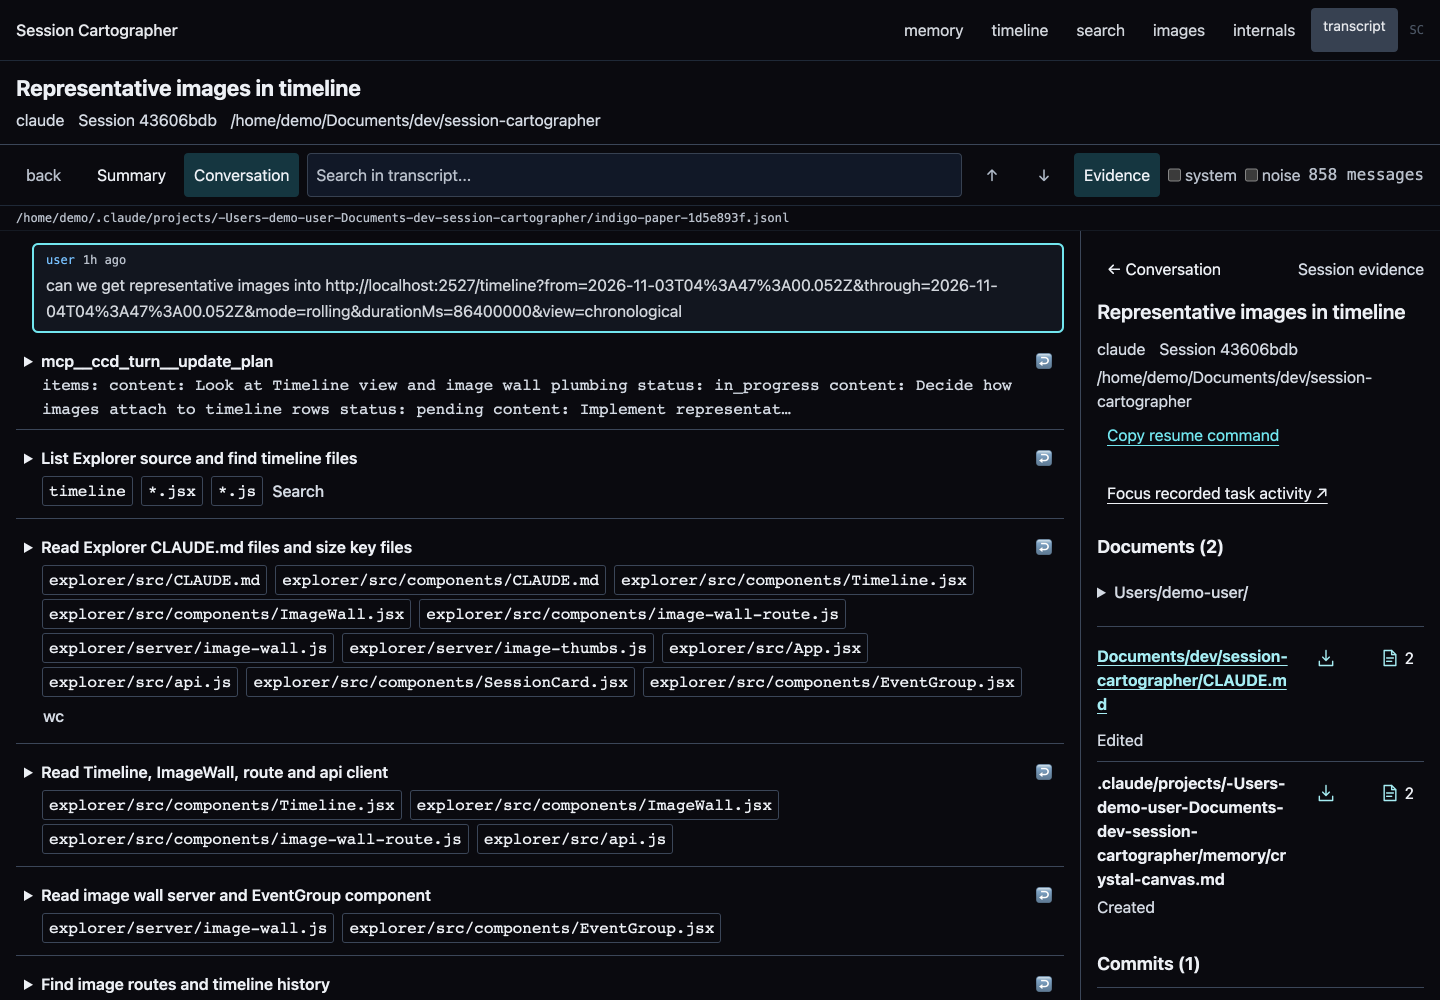 Session Cartographer
memory timeline search images internals transcript SC
Representative images in timeline
claude Session 43606bdb /home/demo/Documents/dev/session-cartographer
back Summary Conversation Search in transcript... ↑ ↓ Evidence system noise 858 messages
/home/demo/.claude/projects/-Users-demo-user-Documents-dev-session-cartographer/indigo-paper-1d5e893f.jsonl
user 1h ago
can we get representative images into http://localhost:2527/timeline?from=2026-11-03T04%3A47%3A00.052Z&through=2026-11-
04T04%3A47%3A00.052Z&mode=rolling&durationMs=86400000&view=chronological
mcp__ccd_turn__update_plan
items: content: Look at Timeline view and image wall plumbing status: in_progress content: Decide how
images attach to timeline rows status: pending content: Implement representat…
List Explorer source and find timeline files
timeline *.jsx *.js Search
Read Explorer CLAUDE.md files and size key files
explorer/src/CLAUDE.md explorer/src/components/CLAUDE.md explorer/src/components/Timeline.jsx
explorer/src/components/ImageWall.jsx explorer/src/components/image-wall-route.js
explorer/server/image-wall.js explorer/server/image-thumbs.js explorer/src/App.jsx
explorer/src/api.js explorer/src/components/SessionCard.jsx explorer/src/components/EventGroup.jsx
wc
Read Timeline, ImageWall, route and api client
explorer/src/components/Timeline.jsx explorer/src/components/ImageWall.jsx
explorer/src/components/image-wall-route.js explorer/src/api.js
Read image wall server and EventGroup component
explorer/server/image-wall.js explorer/src/components/EventGroup.jsx
Find image routes and timeline history
← Conversation Session evidence
Representative images in timeline
claude Session 43606bdb
/home/demo/Documents/dev/session-
cartographer
Copy resume command
Focus recorded task activity ↗
Documents (2)
Users/demo-user/
Documents/dev/session-
cartographer/CLAUDE.m
d
2
Edited
.claude/projects/-Users-
demo-user-Documents-
dev-session-
cartographer/memory/cr
ystal-canvas.md
2
Created
Commits (1)